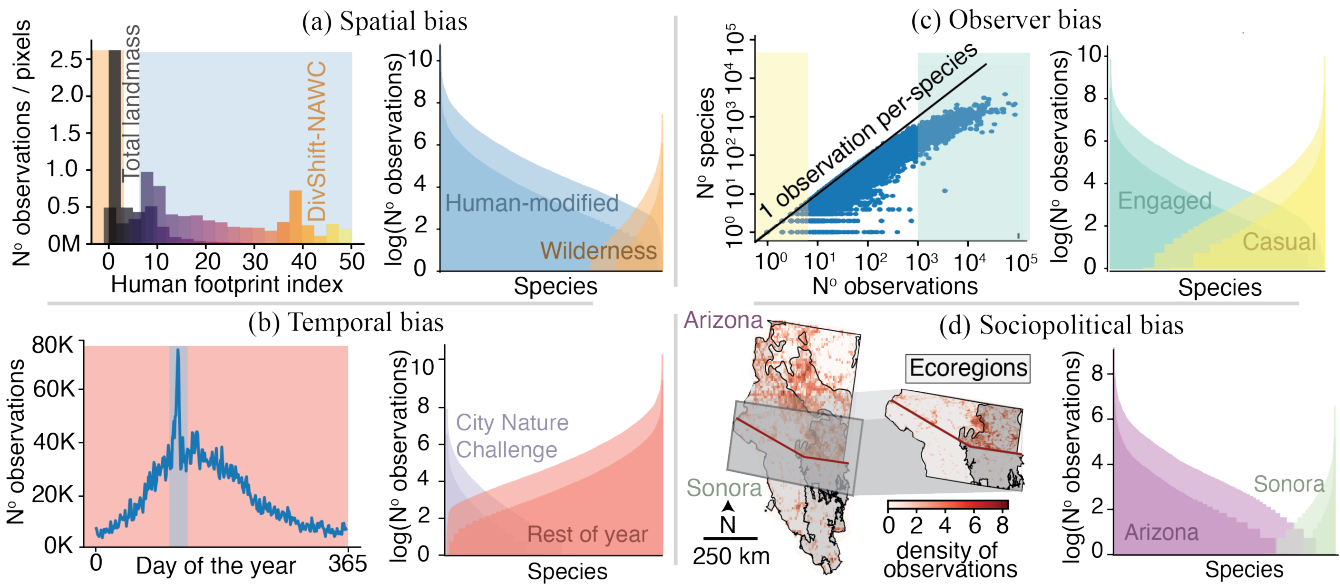 (a) Spatial bias
Nº observations / pixels
2.5
2.0
1.5
1.0
0.5
0M
Total landmass
DivShift-NAWC
0
10
20
30
40
50
Human footprint index
log(Nº observations)
10
8
6
4
2
0
Human-modified
Wilderness
Species
(c) Observer bias
Nº species
10⁵
10⁴
10³
10²
10¹
10⁰
1 observation per-species
10⁰
10¹
10²
10³
10⁴
10⁵
Nº observations
log(Nº observations)
10
8
6
4
2
0
Engaged
Casual
Species
(b) Temporal bias
Nº observations
80K
60K
40K
20K
0K
0
Day of the year
365
log(Nº observations)
10
8
6
4
2
0
City Nature
Challenge
Rest of year
Species
(d) Sociopolitical bias
Arizona
Sonora
N
250 km
Ecoregions
0
2
4
6
8
density of
observations
log(Nº observations)
8
6
4
2
0
Arizona
Sonora
Species